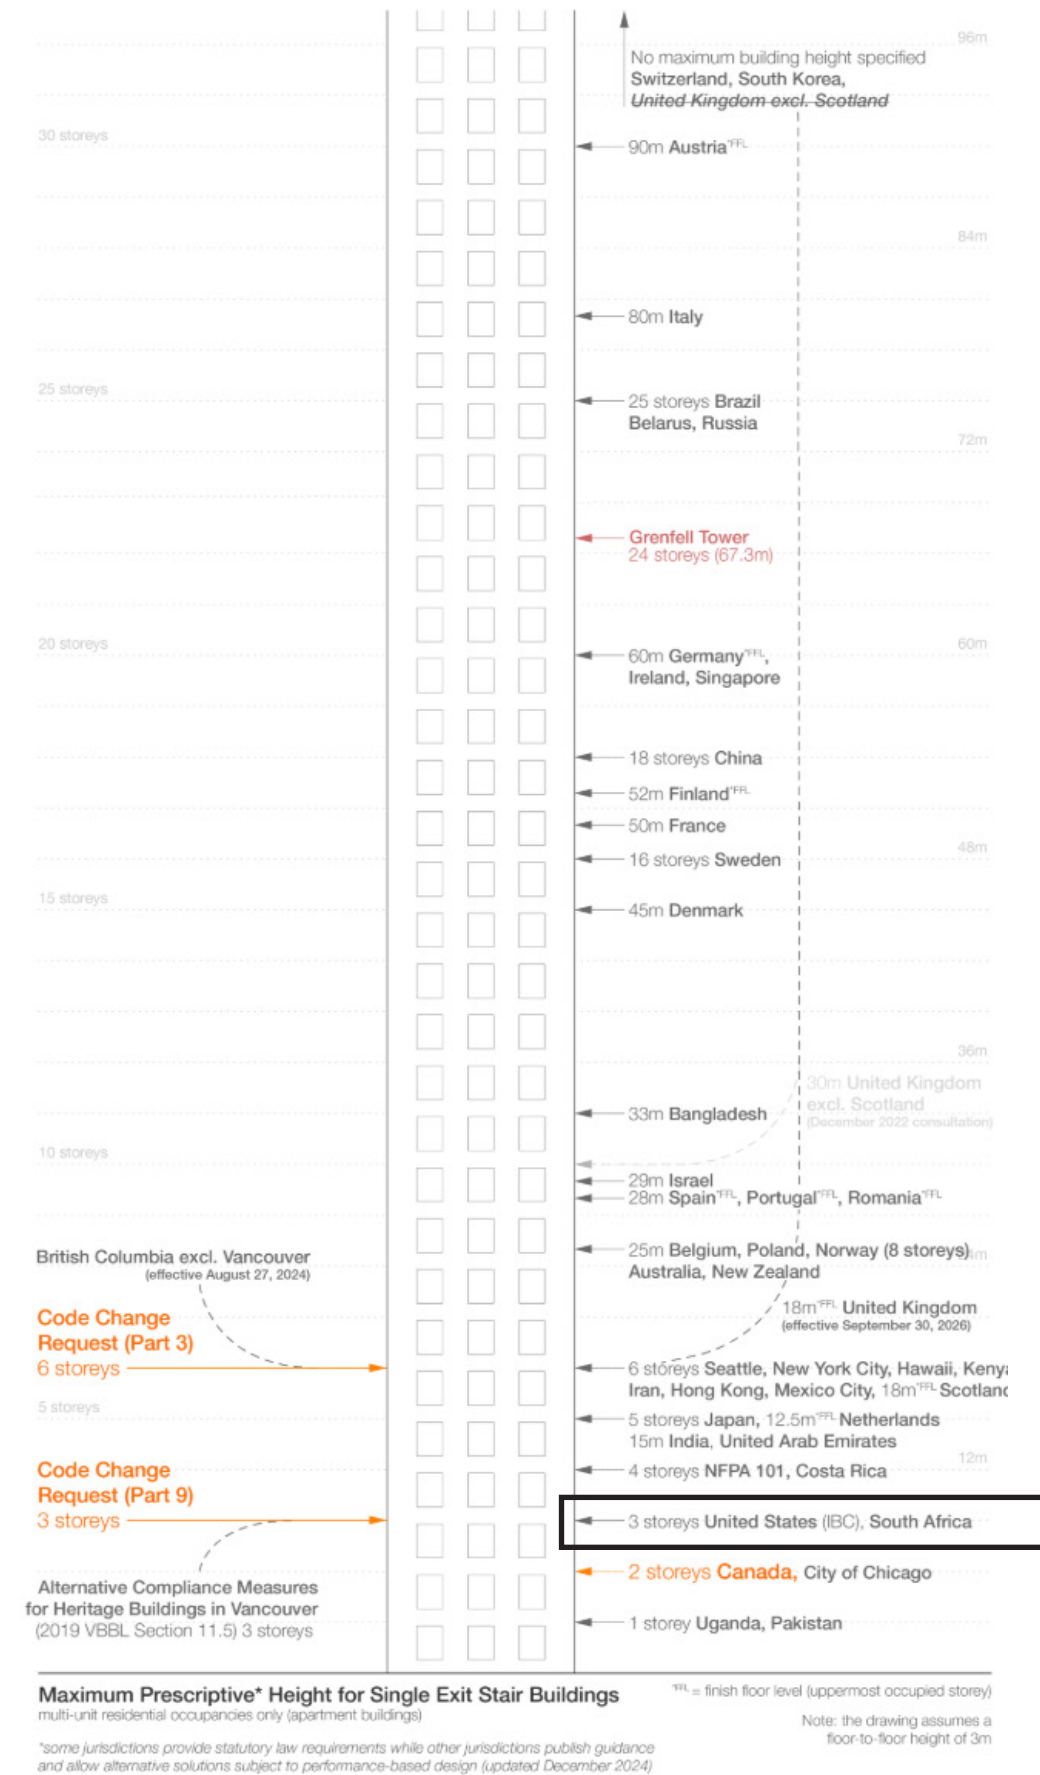 96m
No maximum building height specified
Switzerland, South Korea,
United Kingdom excl. Scotland
30 storeys
90m Austria*FFL
84m
80m Italy
25 storeys
25 storeys Brazil
Belarus, Russia
72m
Grenfell Tower
24 storeys (67.3m)
20 storeys
60m
60m Germany*FFL,
Ireland, Singapore
18 storeys China
52m Finland*FFL
50m France
48m
16 storeys Sweden
15 storeys
45m Denmark
36m
30m United Kingdom
excl. Scotland
(December 2022 consultation)
33m Bangladesh
10 storeys
29m Israel
28m Spain*FFL, Portugal*FFL, Romania*FFL
25m Belgium, Poland, Norway (8 storeys)
Australia, New Zealand
British Columbia excl. Vancouver
(effective August 27, 2024)
18m*FFL United Kingdom
(effective September 30, 2026)
Code Change
Request (Part 3)
6 storeys
6 storeys Seattle, New York City, Hawaii, Kenya
Iran, Hong Kong, Mexico City, 18m*FFL Scotland
5 storeys
5 storeys Japan, 12.5m*FFL Netherlands
15m India, United Arab Emirates
12m
4 storeys NFPA 101, Costa Rica
Code Change
Request (Part 9)
3 storeys
3 storeys United States (IBC), South Africa
2 storeys Canada, City of Chicago
Alternative Compliance Measures
for Heritage Buildings in Vancouver
(2019 VBBL Section 11.5) 3 storeys
1 storey Uganda, Pakistan
Maximum Prescriptive* Height for Single Exit Stair Buildings
multi-unit residential occupancies only (apartment buildings)
*FFL = finish floor level (uppermost occupied storey)
Note: the drawing assumes a
floor-to-floor height of 3m
*some jurisdictions provide statutory law requirements while other jurisdictions publish guidance
and allow alternative solutions subject to performance-based design (updated December 2024)